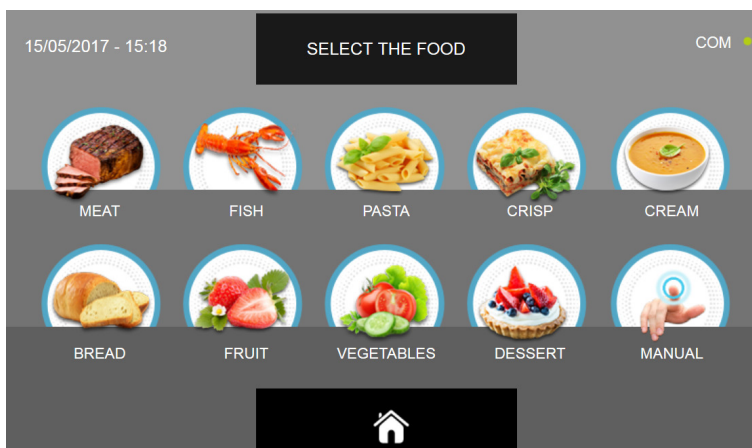 15/05/2017 - 15:18
SELECT THE FOOD
COM
MEAT
FISH
PASTA
CRISP
CREAM
BREAD
FRUIT
VEGETABLES
DESSERT
MANUAL